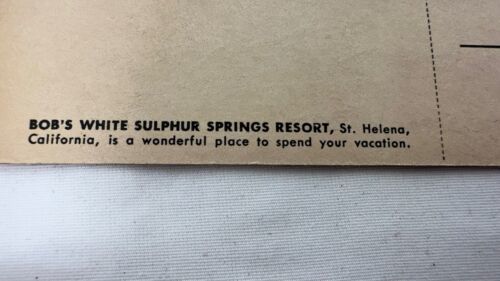 BOB'S WHITE SULPHUR SPRINGS RESORT, St. Helena,
California, is a wonderful place to spend your vacation.